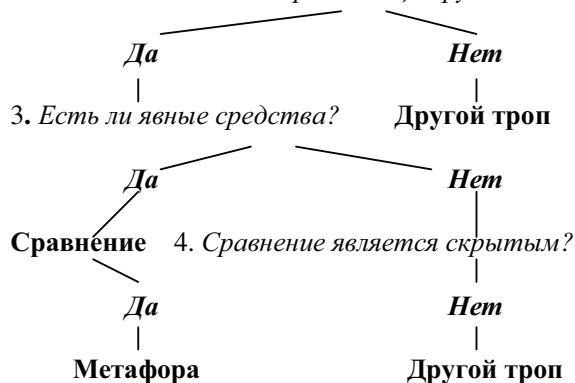 Да Нет
3. Есть ли явные средства? Другой троп
Да Нет
Сравнение 4. Сравнение является скрытым?
Да Нет
Метафора Другой троп